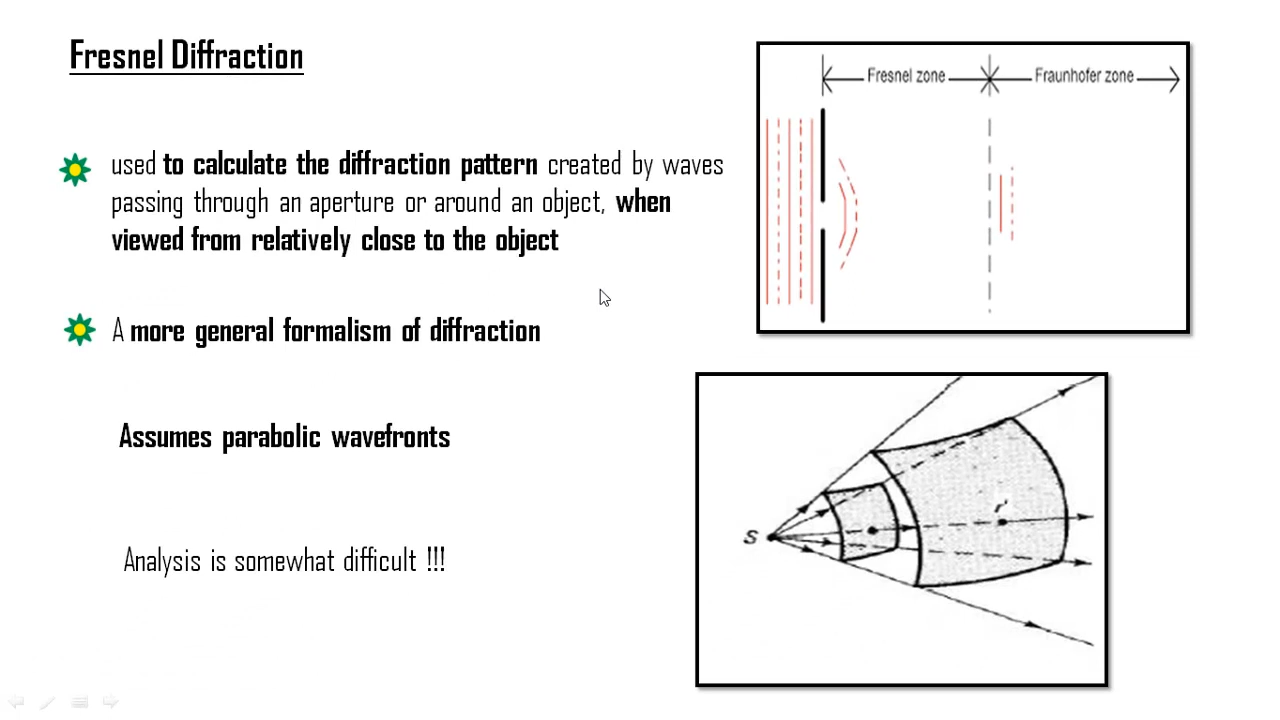 Fresnel Diffraction
Fresnel zone
Fraunhofer zone
used to calculate the diffraction pattern created by waves
passing through an aperture or around an object, when
viewed from relatively close to the object
A more general formalism of diffraction
Assumes parabolic wavefronts
Analysis is somewhat difficult !!!
S
r'